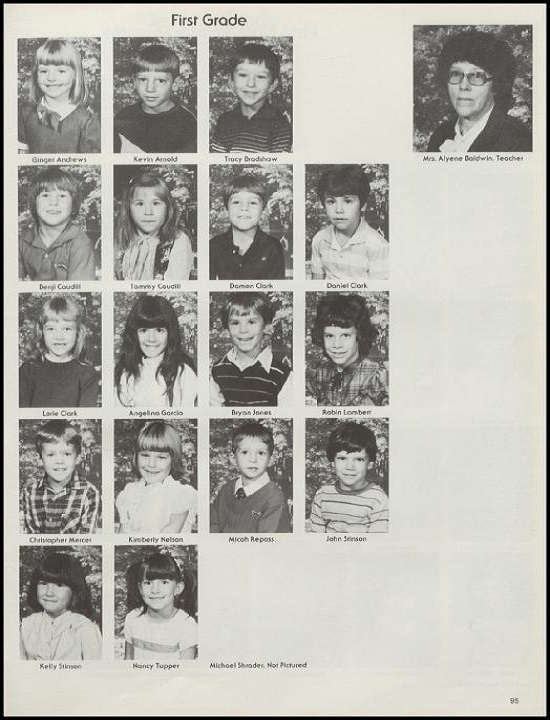 First Grade
Ginger Andrews Kevin Arnold Tracy Bradshaw Mrs. Alyene Baldwin, Teacher
Benji Caudill Tammy Caudill Damen Clark Daniel Clark
Larie Clark Angelina Garcia Bryan Jones Robin Lambert
Christopher Mercer Kimberly Nelson Micah Repass John Stinson
Kelly Stinson Nancy Tupper Michael Shrader, Not Pictured
95